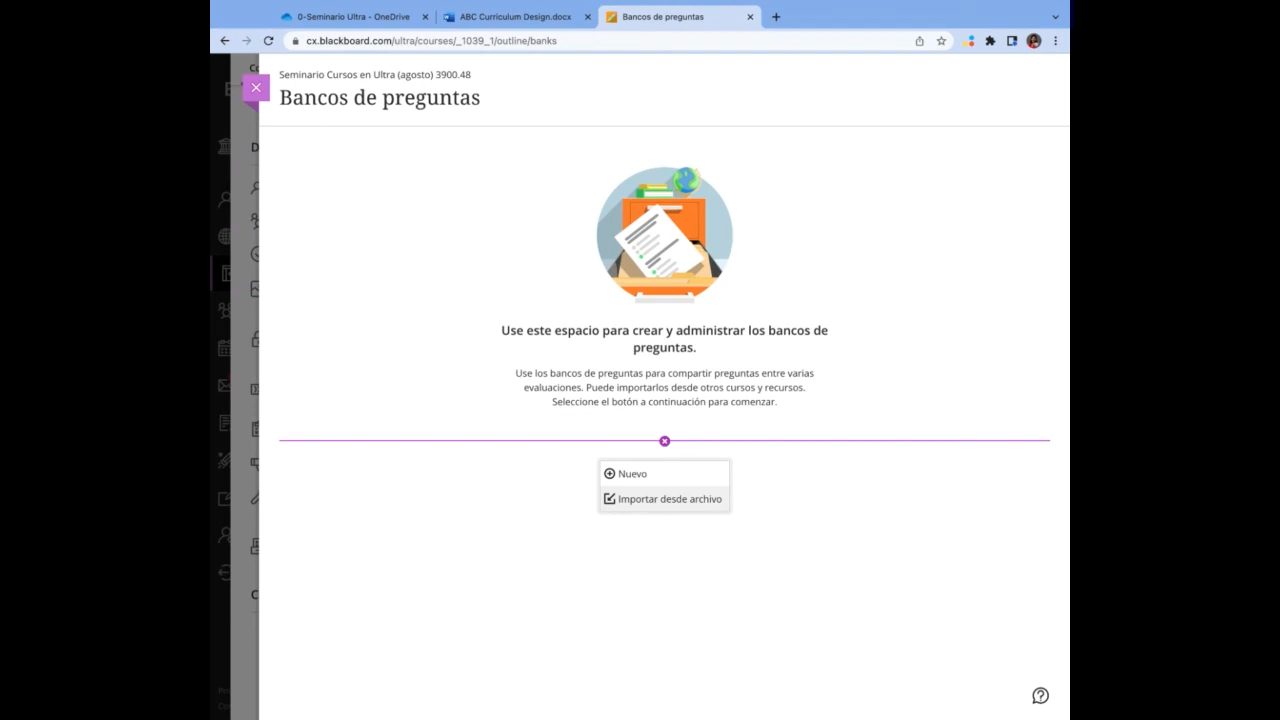 0-Seminario Ultra - OneDrive
ABC Curriculum Design.docx
Bancos de preguntas
cx.blackboard.com/ultra/courses/_1039_1/outline/banks
Seminario Cursos en Ultra (agosto) 3900.48
Bancos de preguntas
Use este espacio para crear y administrar los bancos de
preguntas.
Use los bancos de preguntas para compartir preguntas entre varias
evaluaciones. Puede importarlos desde otros cursos y recursos.
Seleccione el botón a continuación para comenzar.
Nuevo
Importar desde archivo